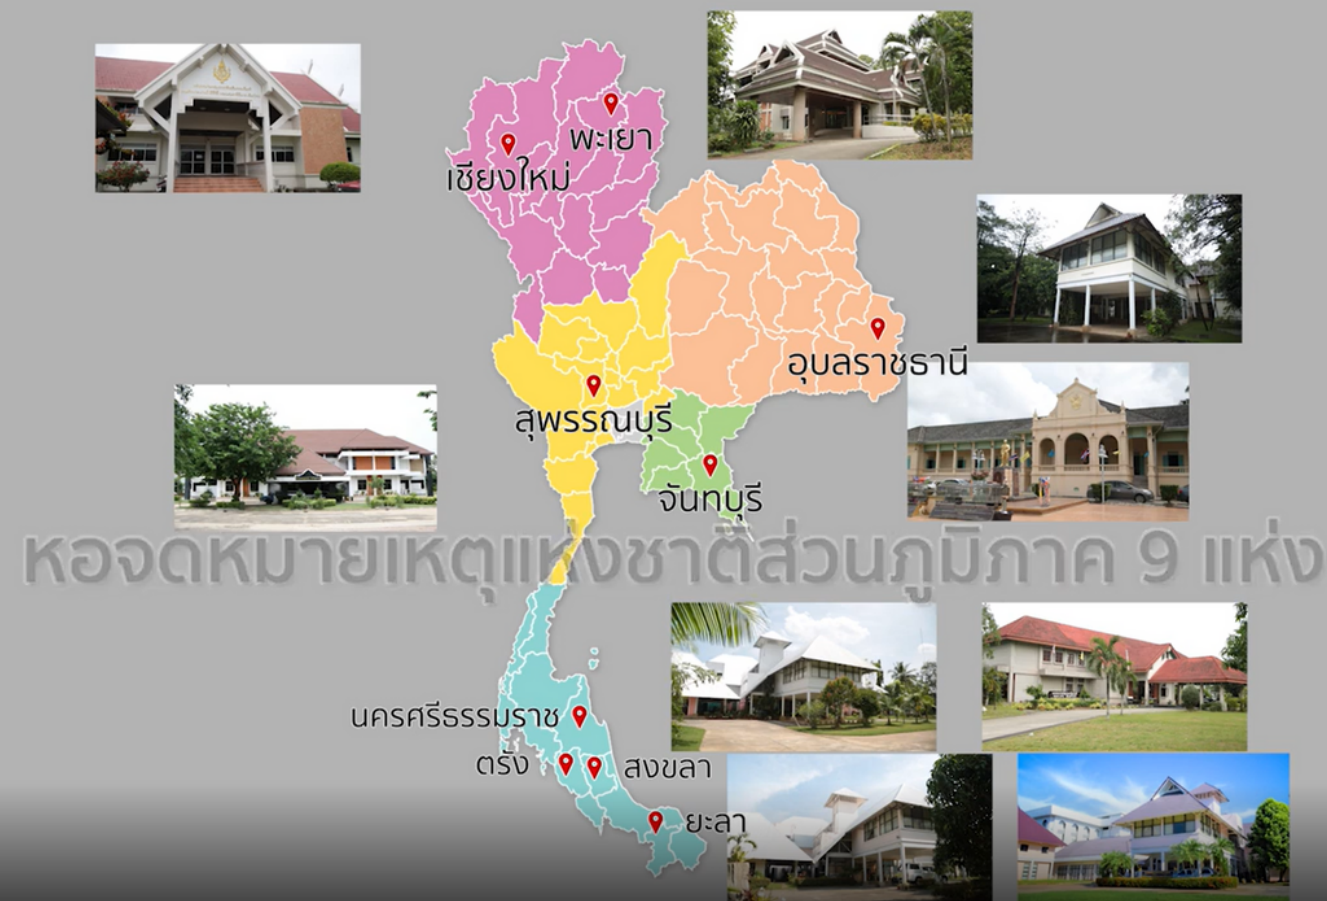 พะเยา
เชียงใหม่
อุบลราชธานี
สุพรรณบุรี
จันทบุรี
หอจดหมายเหตุแห่งชาติส่วนภูมิภาค 9 แห่ง
นครศรีธรรมราช
ตรัง
สงขลา
ยะลา